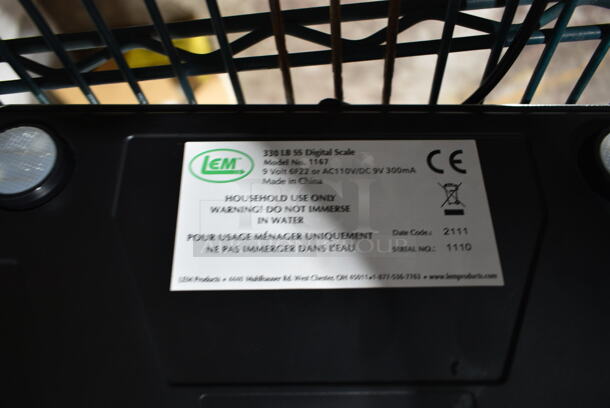 LEM™
330 LB SS Digital Scale
Model No. 1167
9 Volt 6F22 or AC110V/DC 9V 300mA
Made in China
CE
HOUSEHOLD USE ONLY
WARNING! DO NOT IMMERSE
IN WATER
POUR USAGE MÉNAGER UNIQUEMENT
NE PAS IMMERGER DANS L'EAU
Date Code.: 2111
SERIAL NO.: 1110
LEM Products • 4440 Muhlhauser Rd. West Chester, OH 45011•1-877-536-7763 • www.lemproducts.com